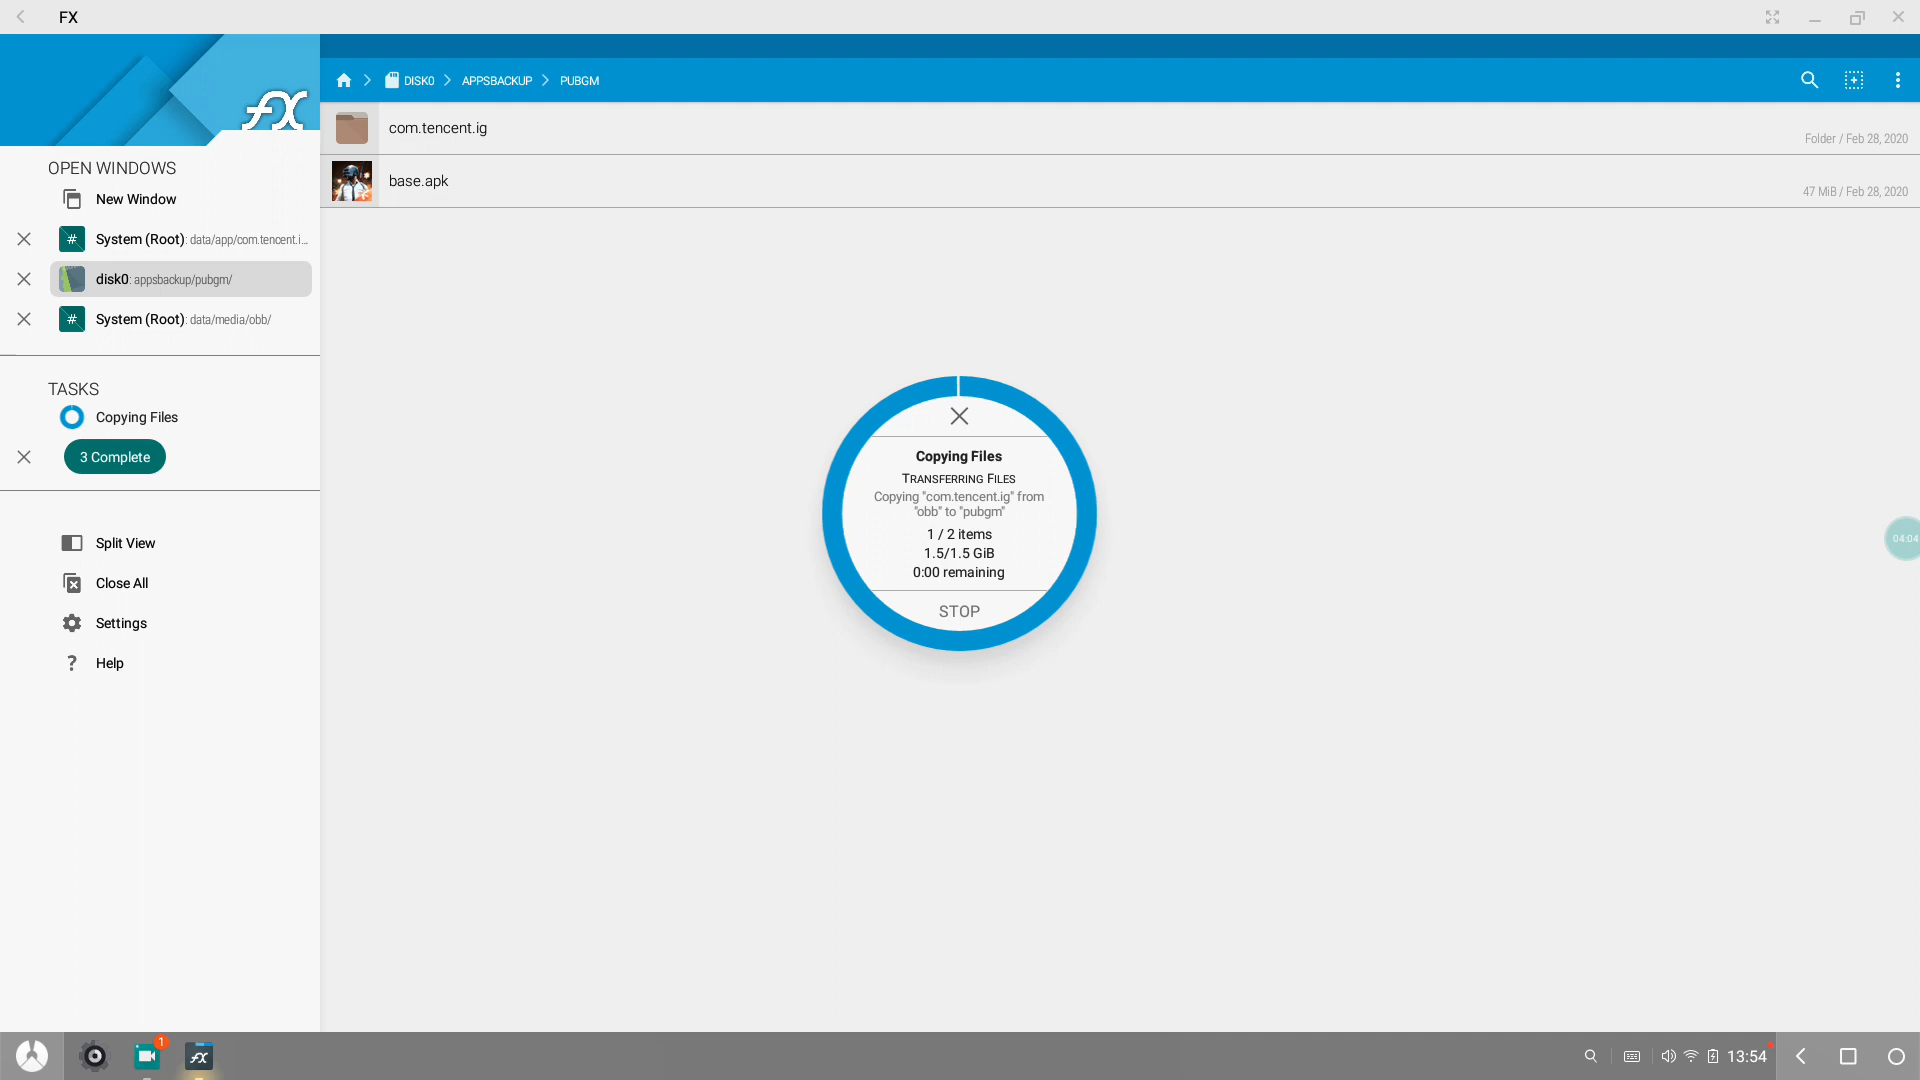 FX
fX
OPEN WINDOWS
New Window
System (Root): data/app/com.tencent.i...
disk0: appsbackup/pubgm/
System (Root): data/media/obb/
TASKS
Copying Files
3 Complete
Split View
Close All
Settings
? Help
DISK0 > APPSBACKUP > PUBGM
com.tencent.ig
Folder / Feb 28, 2020
base.apk
47 MiB / Feb 28, 2020
Copying Files
TRANSFERRING FILES
Copying "com.tencent.ig" from
"obb" to "pubgm"
1 / 2 items
1.5/1.5 GiB
0:00 remaining
STOP
04:04
1
fX
13:54